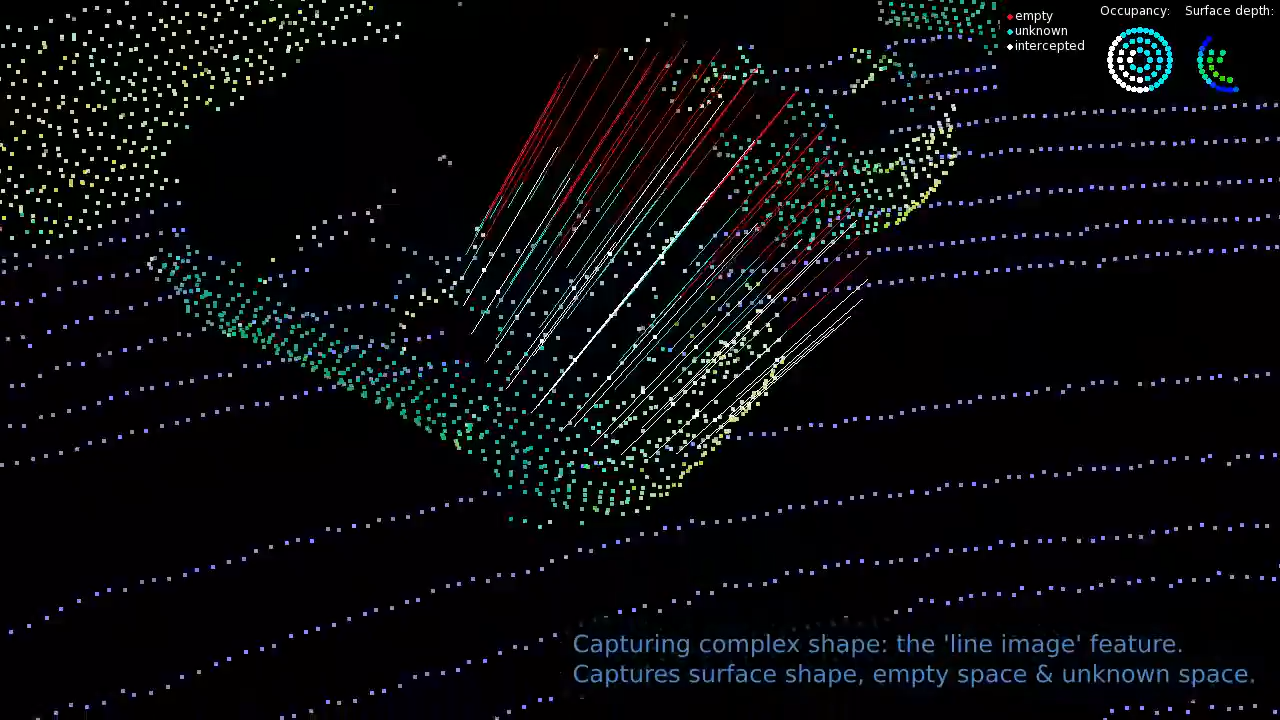 empty
unknown
intercepted
Occupancy:
Surface depth:
Capturing complex shape: the 'line image' feature.
Captures surface shape, empty space & unknown space.